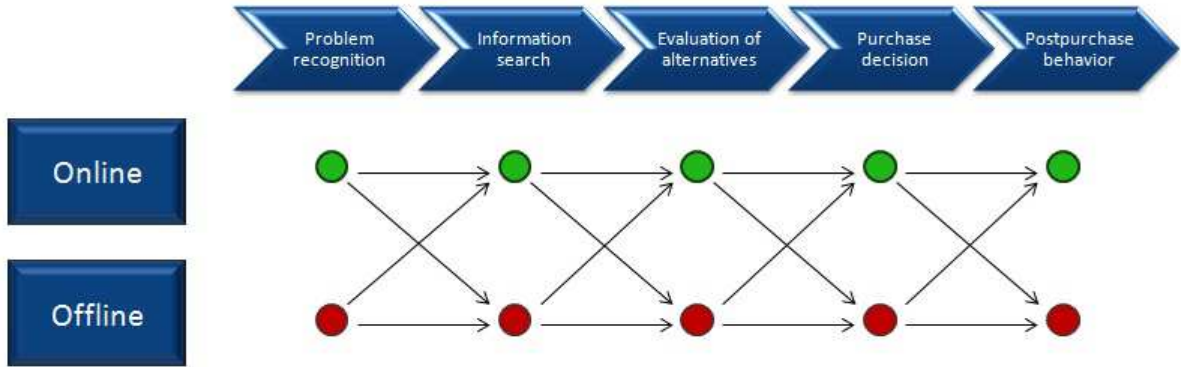 Problem
recognition
Information
search
Evaluation of
alternatives
Purchase
decision
Postpurchase
behavior
Online
Offline